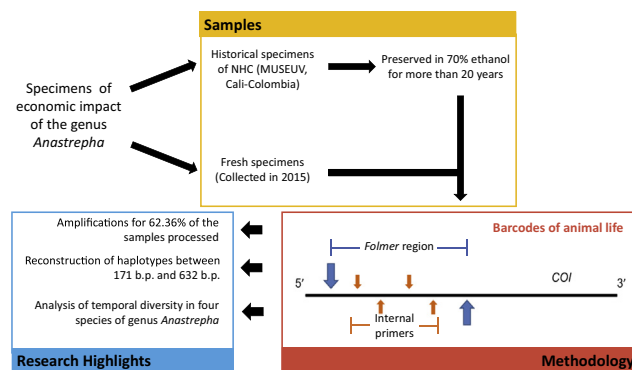 Samples
Specimens of
economic impact
of the genus
Anastrepha
Historical specimens
of NHC (MUSEUV,
Cali-Colombia)
Preserved in 70% ethanol
for more than 20 years
Fresh specimens
(Collected in 2015)
Amplifications for 62.36% of the
samples processed
Reconstruction of haplotypes between
171 b.p. and 632 b.p.
Analysis of temporal diversity in four
species of genus Anastrepha
Research Highlights
Barcodes of animal life
Folmer region
5′
COI
3′
Internal
primers
Methodology